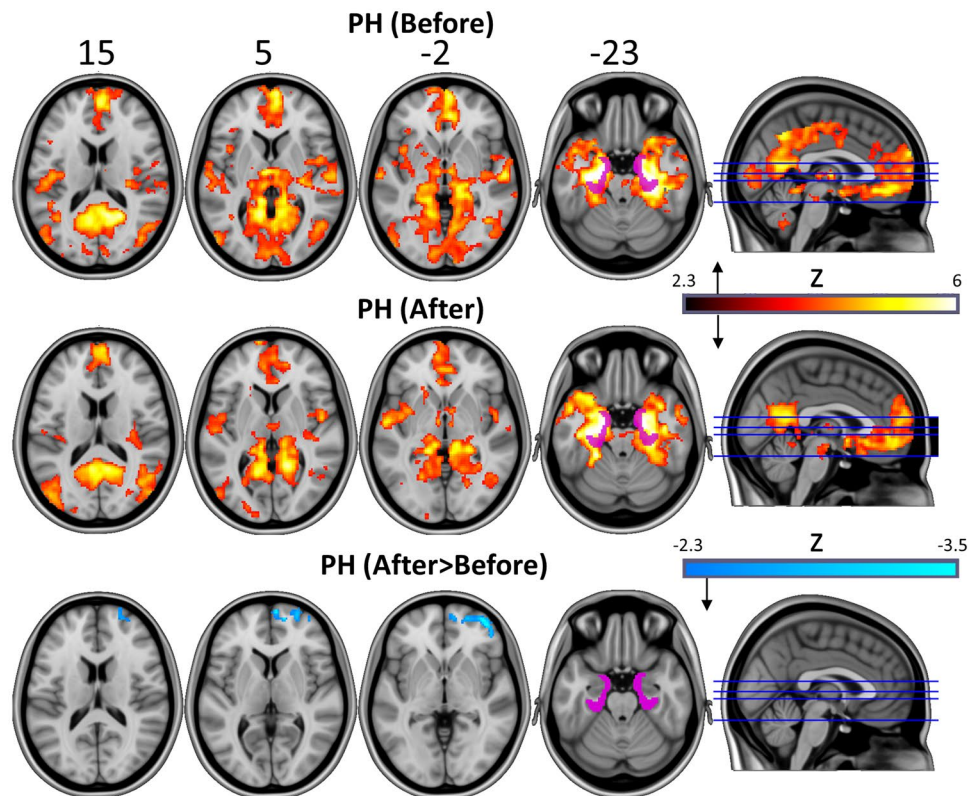 PH (Before)
15 5 -2 -23
2.3 Z 6
PH (After)
-2.3 Z -3.5
PH (After>Before)